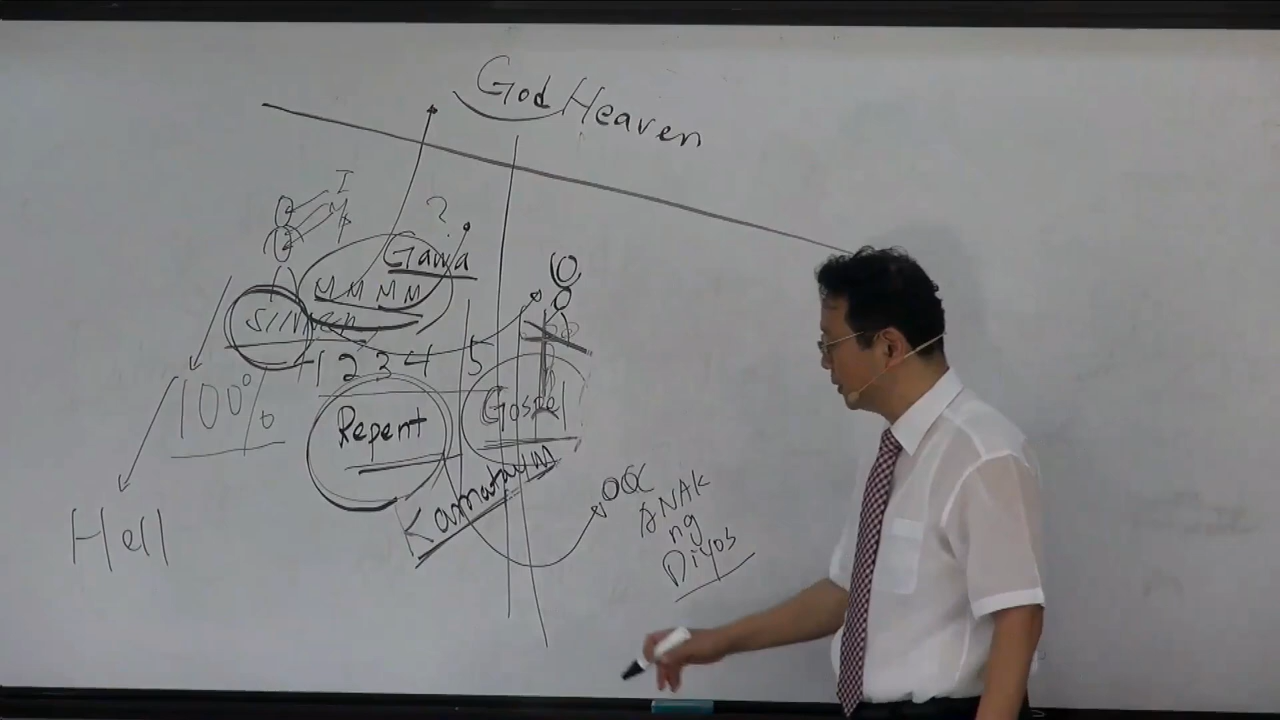 God Heaven
I
?
Gawa
M M M M
sinner
1 2 3 4 5
100%
Repent
Gospel
Kamatayan
Hell
ANAK
ng
Diyos